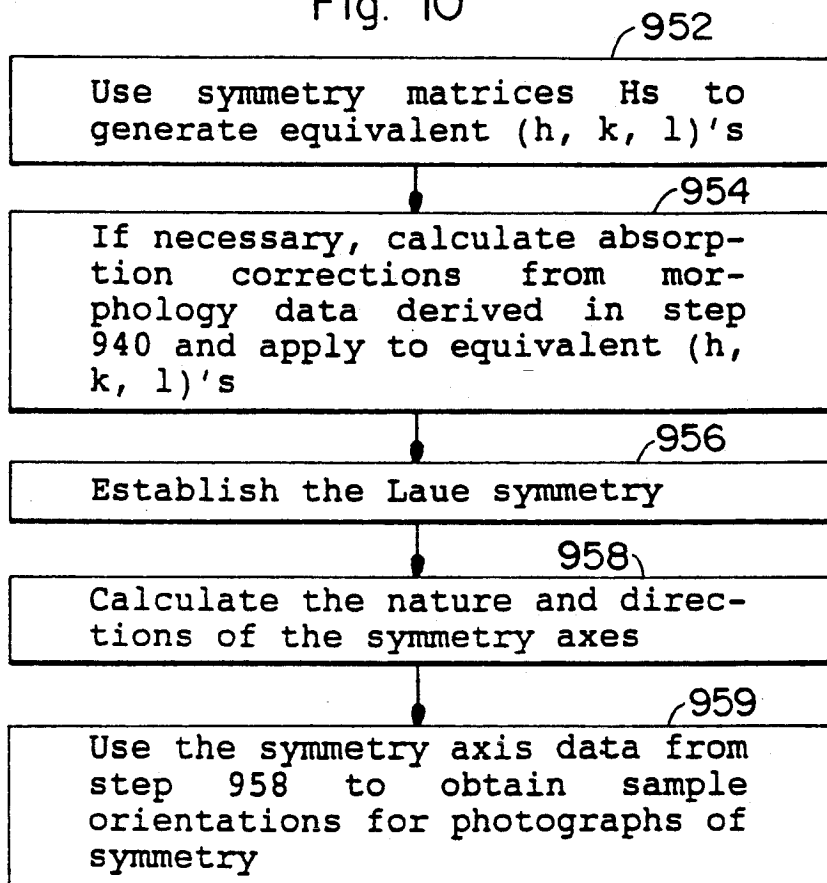 Fig. 10
952
Use symmetry matrices Hs to
generate equivalent (h, k, l)'s
954
If necessary, calculate absorp-
tion corrections from mor-
phology data derived in step
940 and apply to equivalent (h,
k, l)'s
956
Establish the Laue symmetry
958
Calculate the nature and direc-
tions of the symmetry axes
959
Use the symmetry axis data from
step 958 to obtain sample
orientations for photographs of
symmetry